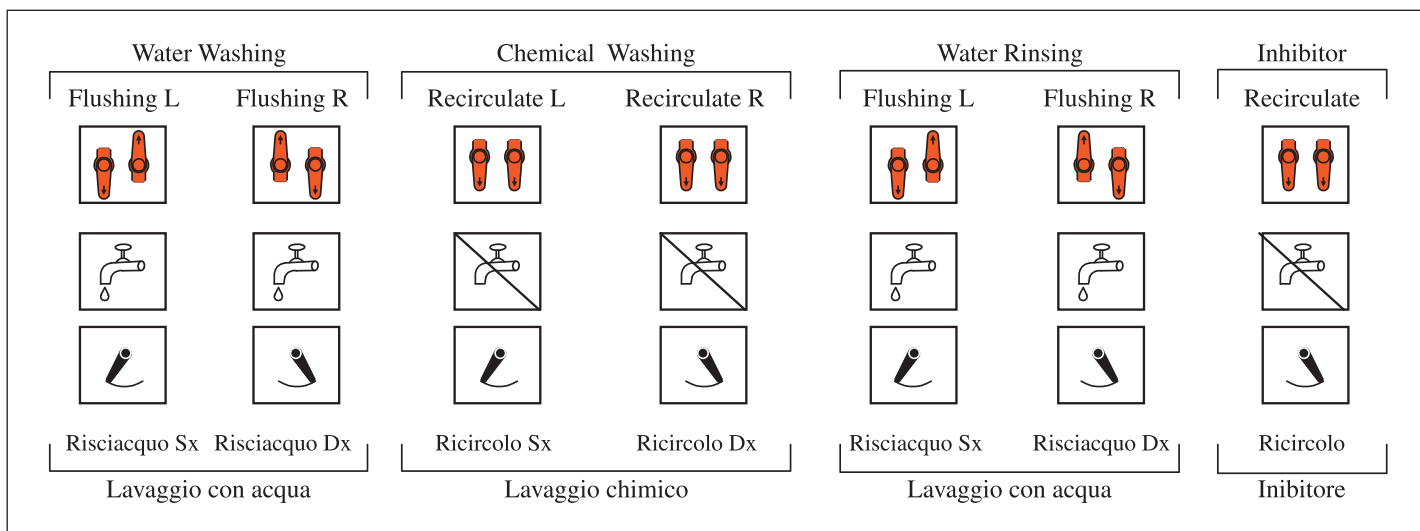 Water Washing
Chemical Washing
Water Rinsing
Inhibitor
Flushing L
Flushing R
Recirculate L
Recirculate R
Flushing L
Flushing R
Recirculate
Risciacquo Sx
Risciacquo Dx
Ricircolo Sx
Ricircolo Dx
Risciacquo Sx
Risciacquo Dx
Ricircolo
Lavaggio con acqua
Lavaggio chimico
Lavaggio con acqua
Inibitore